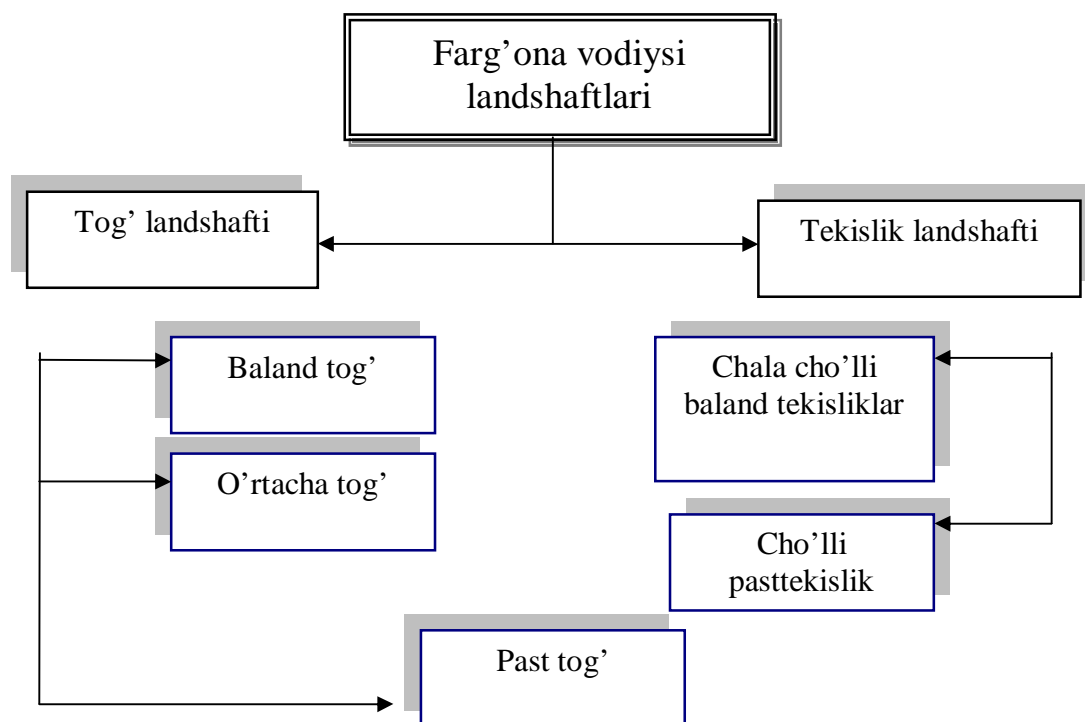 Farg’ona vodiysi
landshaftlari
Tog’ landshafti
Tekislik landshafti
Baland tog’
Chala cho’lli
baland tekisliklar
O’rtacha tog’
Cho’lli
pasttekislik
Past tog’